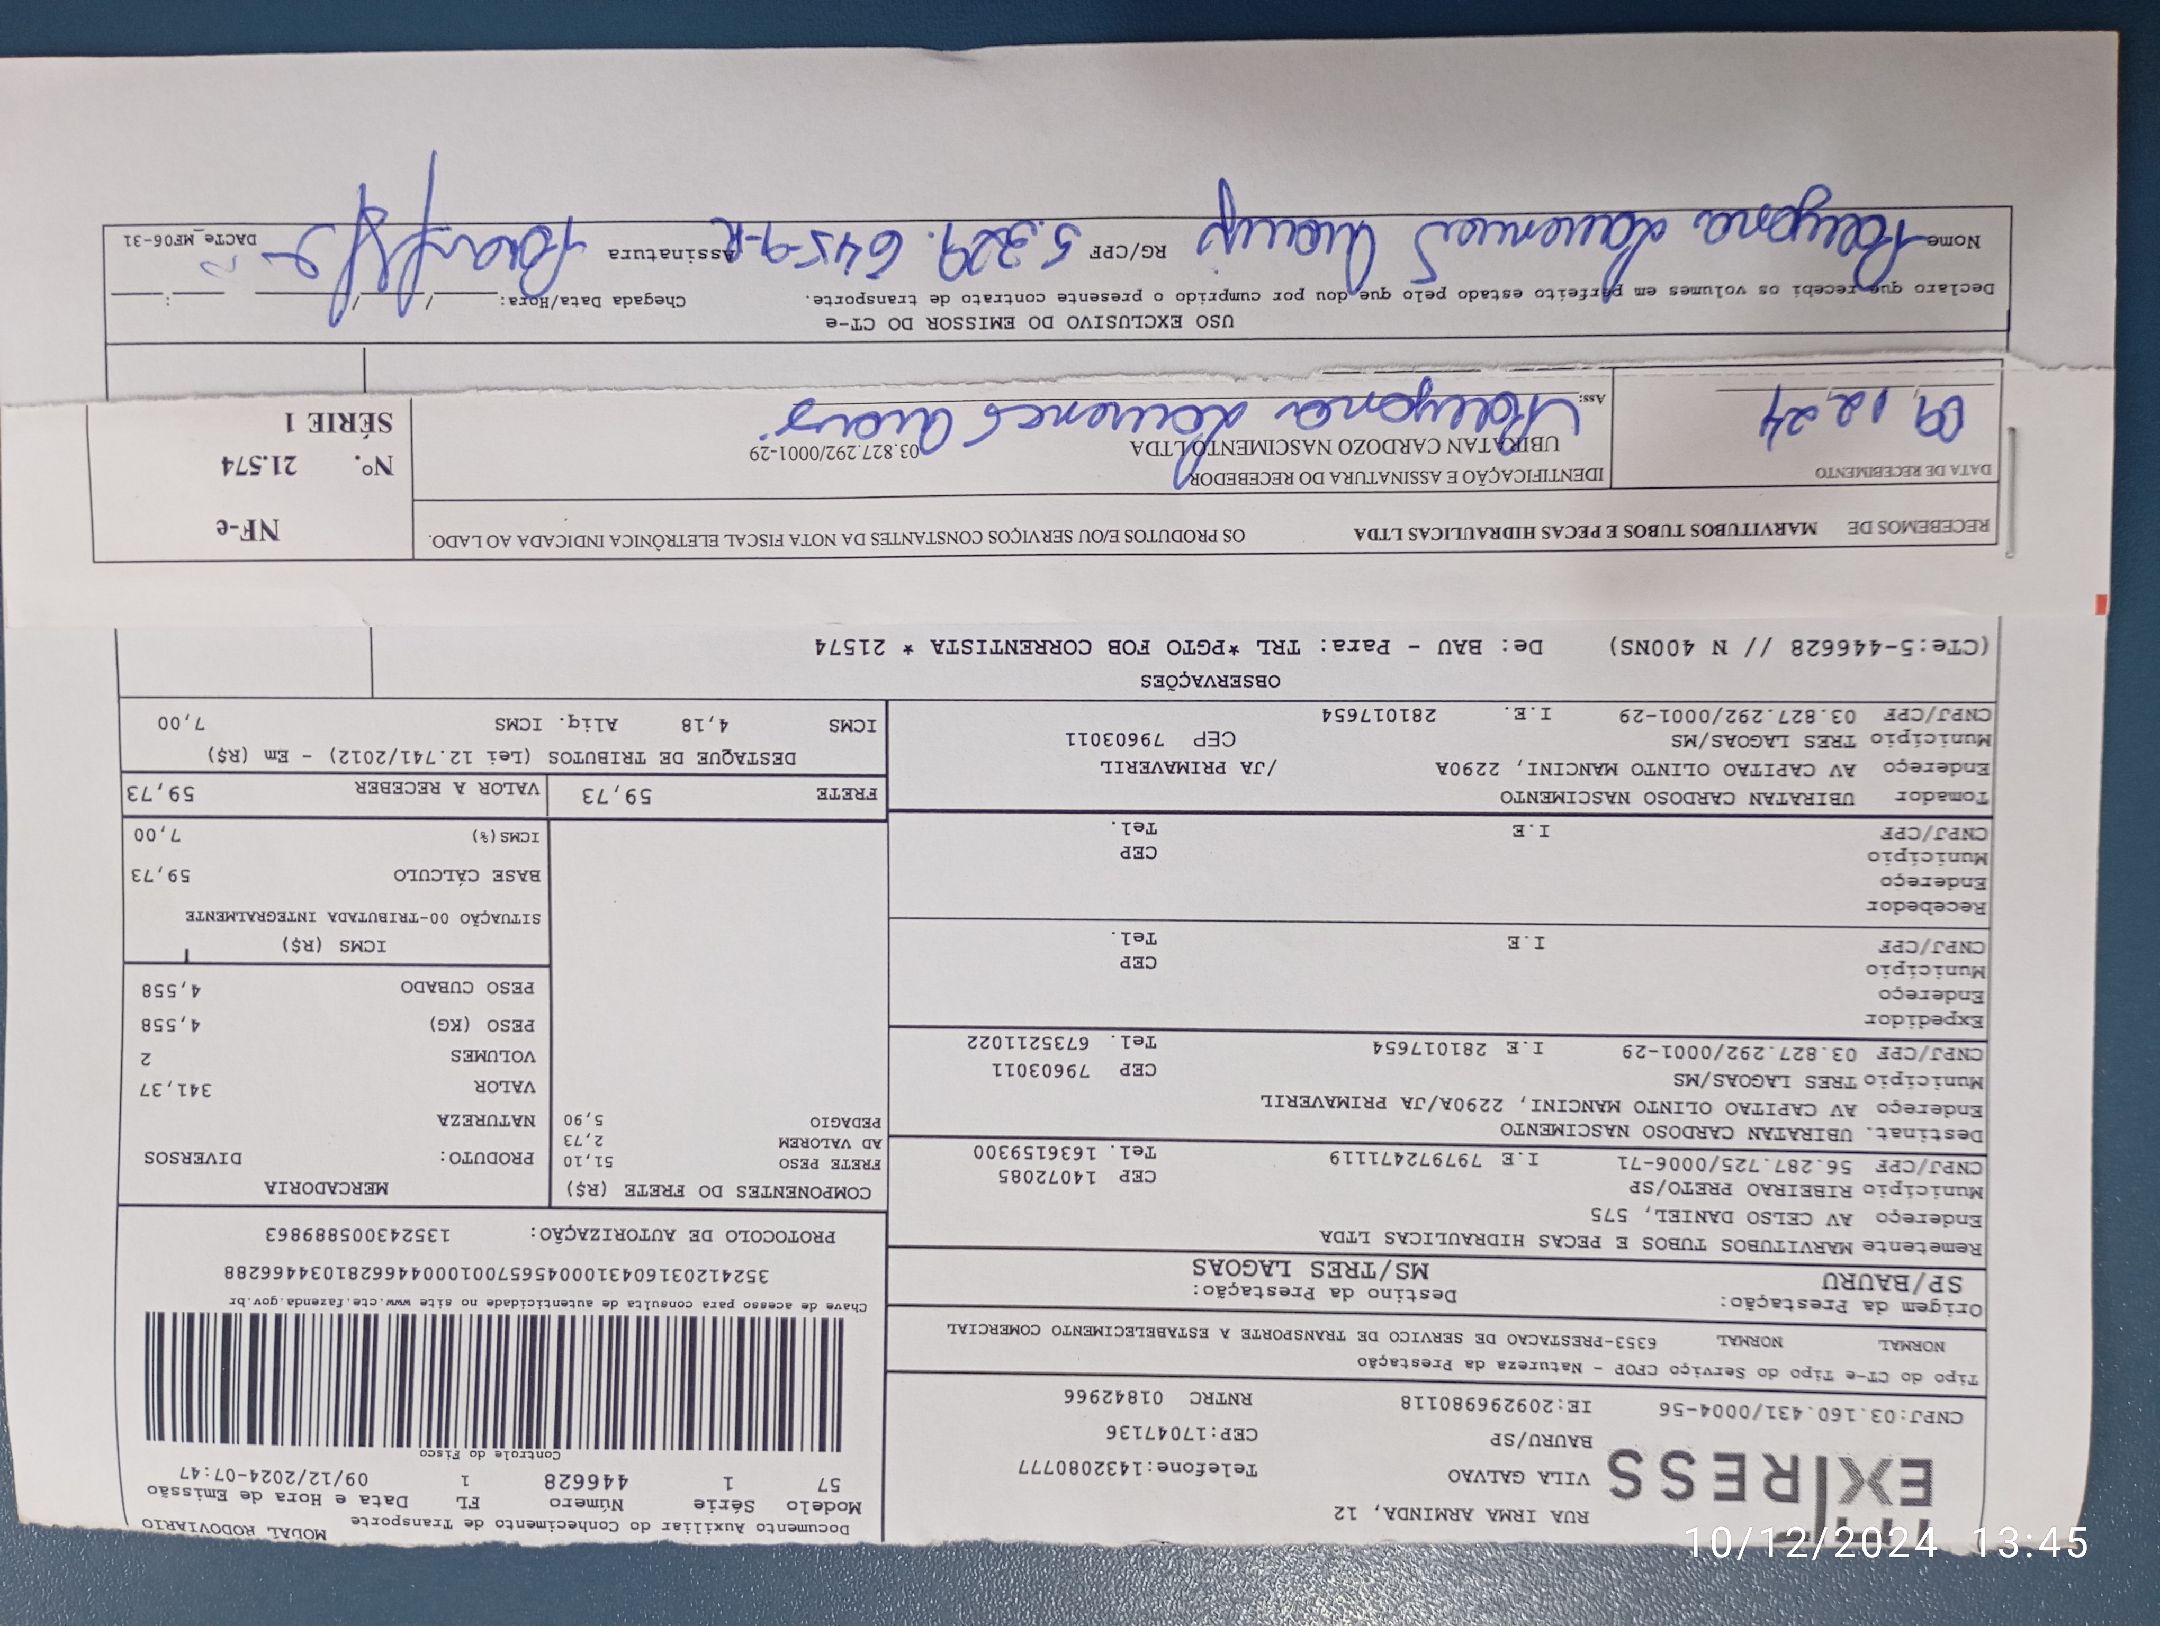 EXPRESS
RUA IRMA ARMINDA, 12
VILA GALVAO
Telefone:1432080777
BAURU/SP
CEP:17047136
CNPJ:03.160.431/0004-56 IE:209296980118 RNTRC 01842966
Documento Auxiliar do Conhecimento de Transporte MODAL RODOVIARIO
Modelo Série Número FL Data e Hora de Emissão
57 1 446628 1 09/12/2024-07:47
Controle do Fisco
Tipo do CT-e Tipo do Serviço CFOP - Natureza da Prestação
NORMAL NORMAL 6353-PRESTACAO DE SERVICO DE TRANSPORTE A ESTABELECIMENTO COMERCIAL
Chave de acesso para consulta de autenticidade no site www.cte.fazenda.gov.br
35241203160431000456570010004466281034466288
PROTOCOLO DE AUTORIZAÇÃO: 135243005889863
Origem da Prestação: Destino da Prestação:
SP/BAURU MS/TRES LAGOAS
Remetente MARVITUBOS TUBOS E PECAS HIDRAULICAS LTDA
Endereço AV CELSO DANIEL, 575
Município RIBEIRAO PRETO/SP CEP 14072085
CNPJ/CPF 56.287.725/0006-71 I.E 797972471119 Tel. 1636159300
Destinat. UBIRATAN CARDOSO NASCIMENTO
Endereço AV CAPITAO OLINTO MANCINI, 2290A/JA PRIMAVERIL
Município TRES LAGOAS/MS CEP 79603011
CNPJ/CPF 03.827.292/0001-29 I.E 281017654 Tel. 6735211022
Expedidor
Endereço
Município CEP
CNPJ/CPF I.E Tel.
Recebedor
Endereço
Município CEP
CNPJ/CPF I.E Tel.
Tomador UBIRATAN CARDOSO NASCIMENTO
Endereço AV CAPITAO OLINTO MANCINI, 2290A /JA PRIMAVERIL
Município TRES LAGOAS/MS CEP 79603011
CNPJ/CPF 03.827.292/0001-29 I.E. 281017654
COMPONENTES DO FRETE (R$)
FRETE PESO 51,10
AD VALOREM 2,73
PEDAGIO 5,90
MERCADORIA
PRODUTO: DIVERSOS
NATUREZA
VALOR 341,37
VOLUMES 2
PESO (KG) 4,558
PESO CUBADO 4,558
ICMS (R$)
SITUAÇÃO 00-TRIBUTADA INTEGRALMENTE
BASE CÁLCULO 59,73
ICMS(%) 7,00
FRETE 59,73 VALOR A RECEBER 59,73
DESTAQUE DE TRIBUTOS (Lei 12.741/2012) - Em (R$)
ICMS 4,18 Aliq. ICMS 7,00
OBSERVAÇÕES
(CTe:5-446628 // N 400NS) De: BAU - Para: TRL *PGTO FOB CORRENTISTA * 21574
RECEBEMOS DE MARVITUBOS TUBOS E PECAS HIDRAULICAS LTDA OS PRODUTOS E/OU SERVIÇOS CONSTANTES DA NOTA FISCAL ELETRÔNICA INDICADA AO LADO.
NF-e
Nº. 21.574
SÉRIE 1
DATA DE RECEBIMENTO
09,12,24
IDENTIFICAÇÃO E ASSINATURA DO RECEBEDOR
UBIRATAN CARDOZO NASCIMENTO LTDA 03.827.292/0001-29
Ass:
USO EXCLUSIVO DO EMISSOR DO CT-e
Declaro que recebi os volumes em perfeito estado pelo que dou por cumprido o presente contrato de transporte. Chegada Data/Hora: __/__/__ __:__
Nome RG/CPF Assinatura
DACTe_MF06-31
10/12/2024 13:45